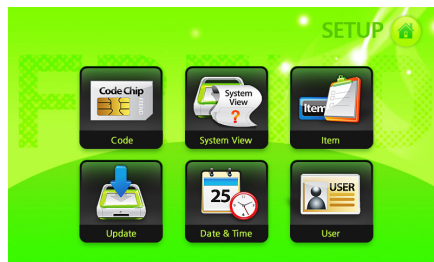 SETUP
Code Chip
Code
System
View
?
System View
Item
Item
Update
25
Date & Time
USER
User